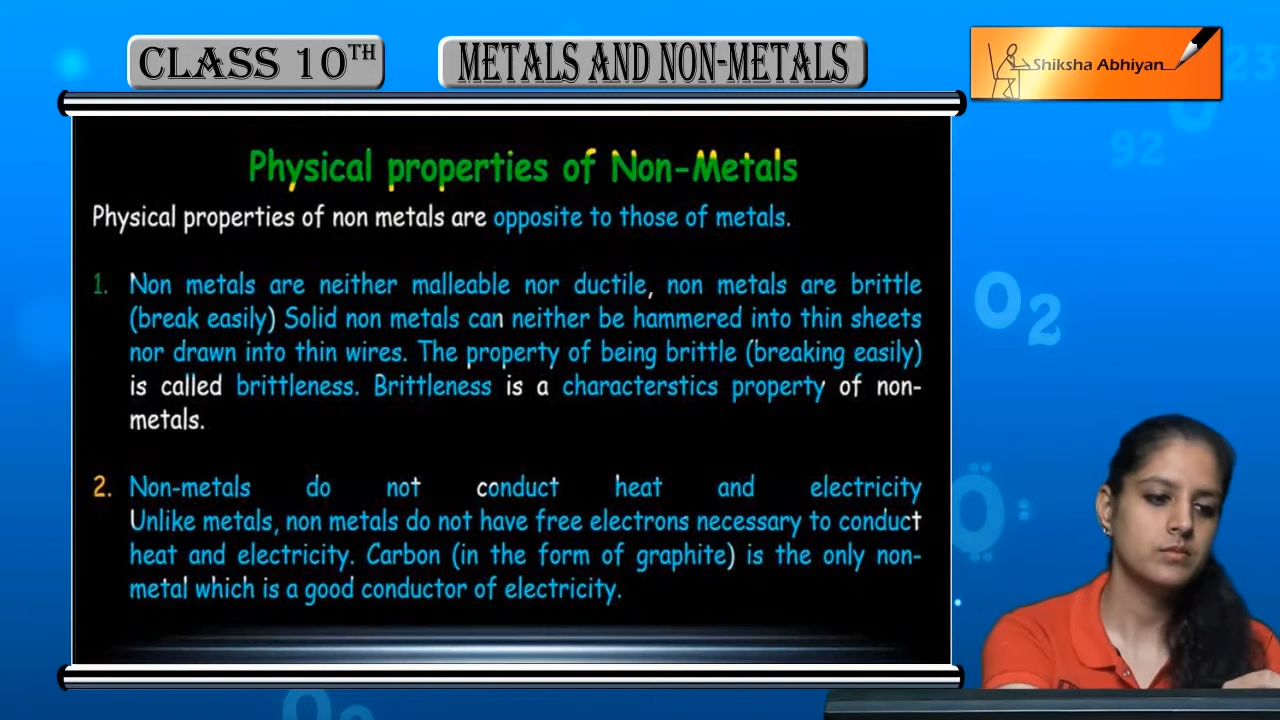 CLASS 10TH
METALS AND NON-METALS
Shiksha Abhiyan
Physical properties of Non-Metals
Physical properties of non metals are opposite to those of metals.
1. Non metals are neither malleable nor ductile, non metals are brittle
(break easily) Solid non metals can neither be hammered into thin sheets
nor drawn into thin wires. The property of being brittle (breaking easily)
is called brittleness. Brittleness is a characterstics property of non-
metals.
2. Non-metals do not conduct heat and electricity
Unlike metals, non metals do not have free electrons necessary to conduct
heat and electricity. Carbon (in the form of graphite) is the only non-
metal which is a good conductor of electricity.
92
O2